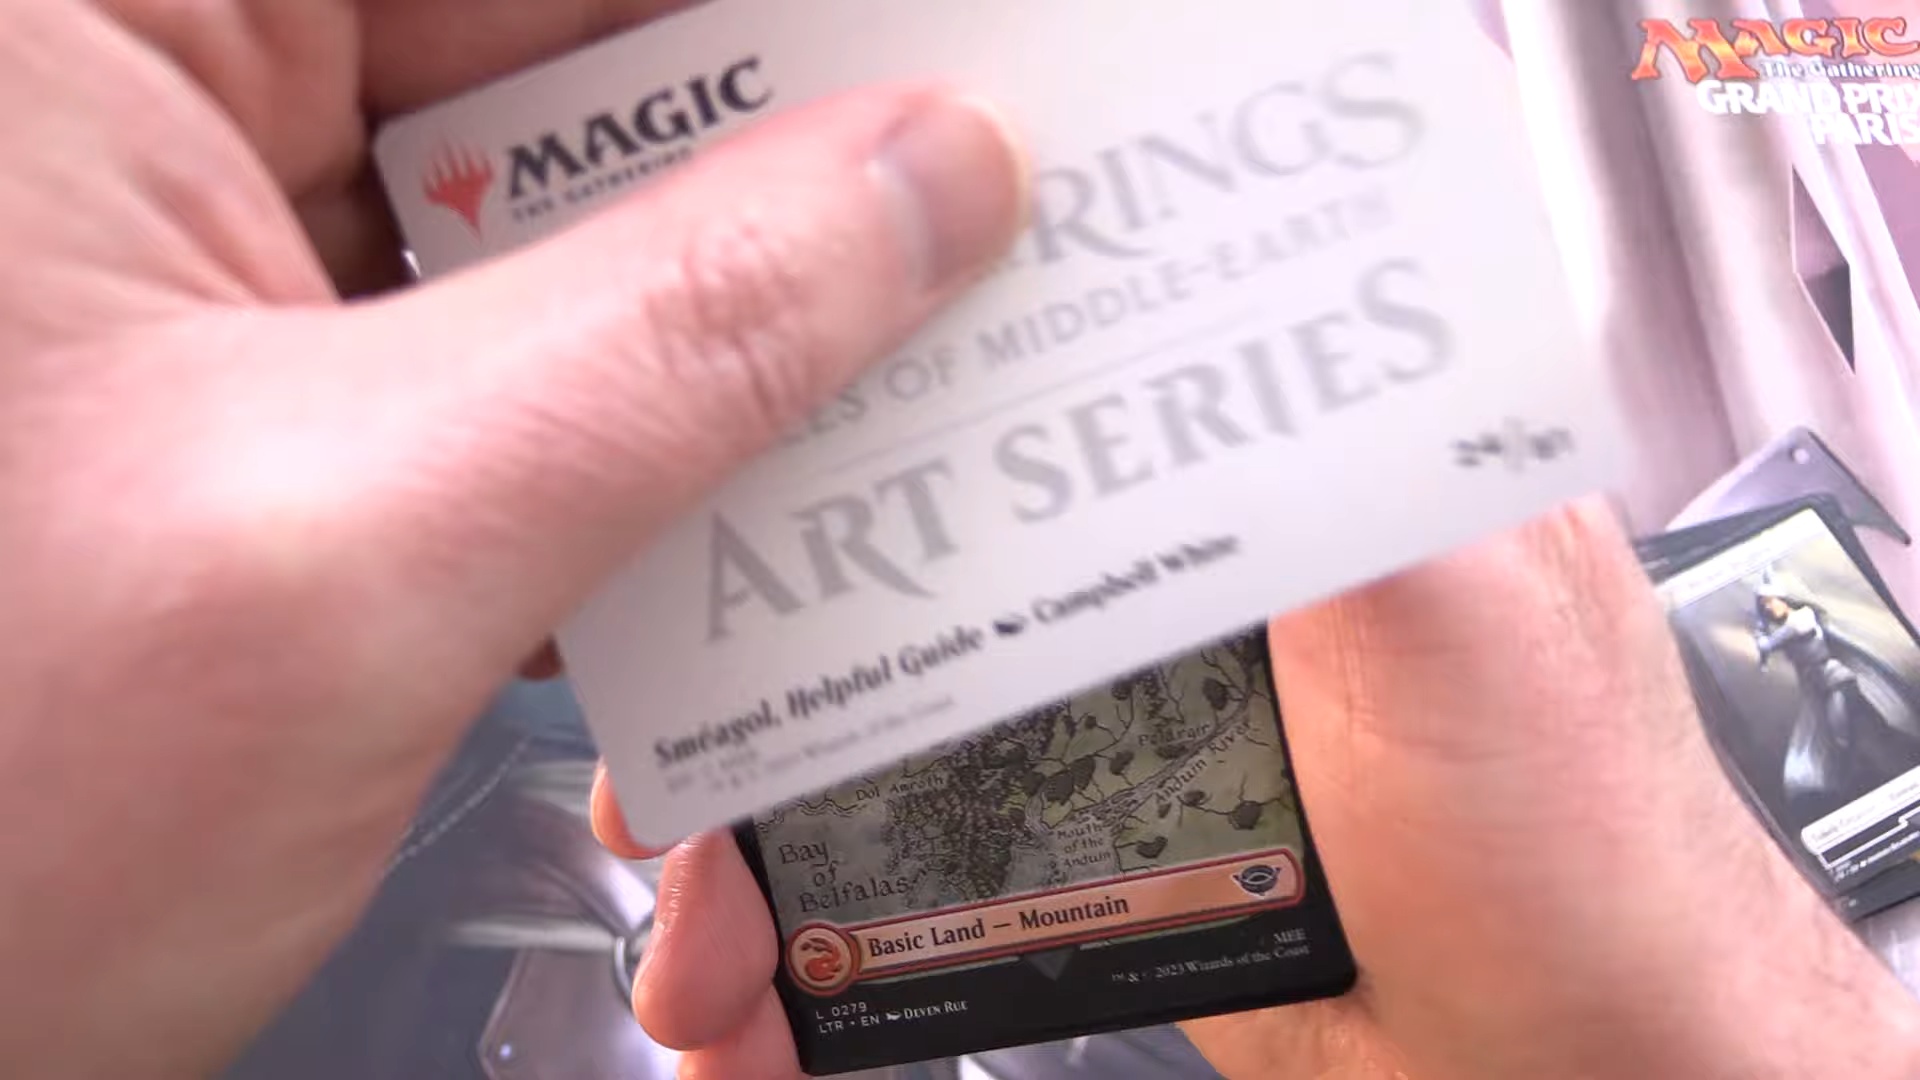 MAGIC
THE GATHERING
RINGS
OF MIDDLE-EARTH
ART SERIES
Sméagol, Helpful Guide Campbell White
MAGIC
The Gathering
GRAND PRIX
PARIS
Pelargir
Anduin River
Dol Amroth
Mouth
of the
Anduin
Bay
of
Belfalas
Basic Land — Mountain
MEE
™ & © 2023 Wizards of the Coast
L 0279
LTR • EN DEVEN RUE